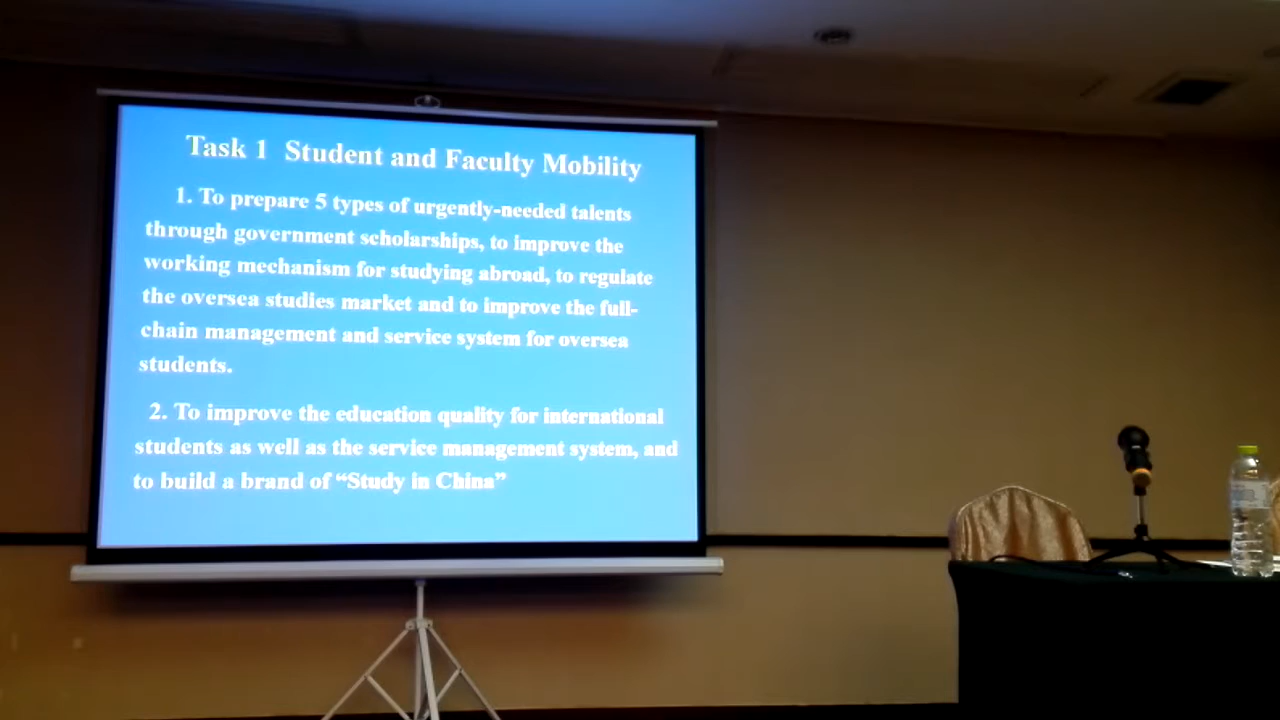 Task 1 Student and Faculty Mobility
1. To prepare 5 types of urgently-needed talents
through government scholarships, to improve the
working mechanism for studying abroad, to regulate
the oversea studies market and to improve the full-
chain management and service system for oversea
students.
2. To improve the education quality for international
students as well as the service management system, and
to build a brand of “Study in China”